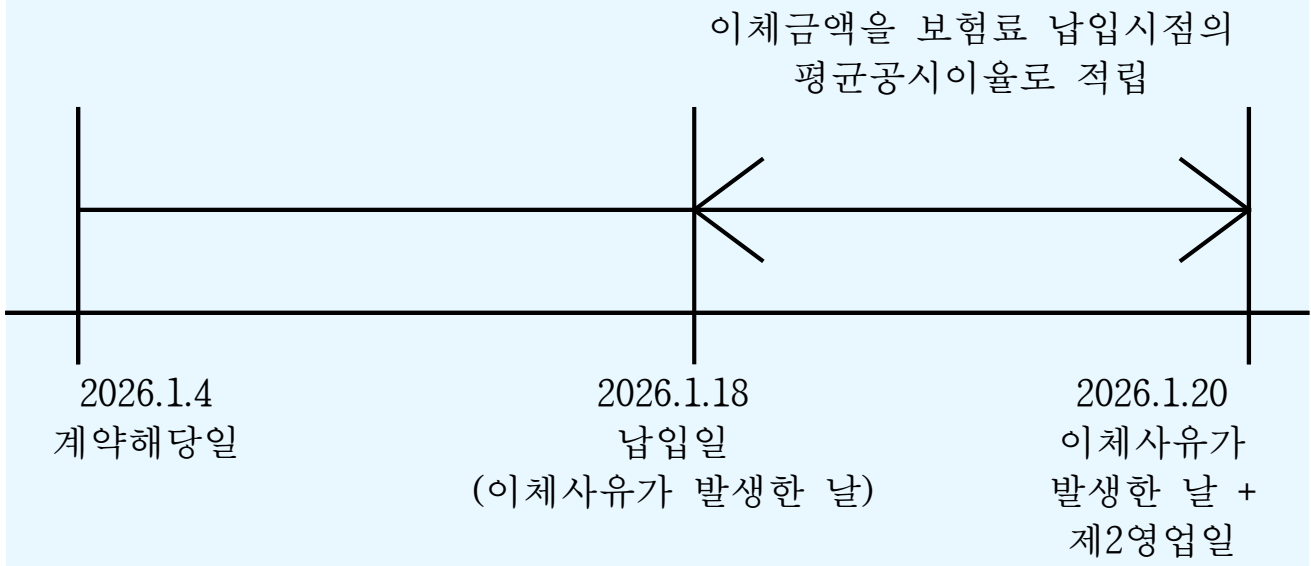 이체금액을 보험료 납입시점의
평균공시이율로 적립
2026.1.4
계약해당일
2026.1.18
납입일
(이체사유가 발생한 날)
2026.1.20
이체사유가
발생한 날 +
제2영업일